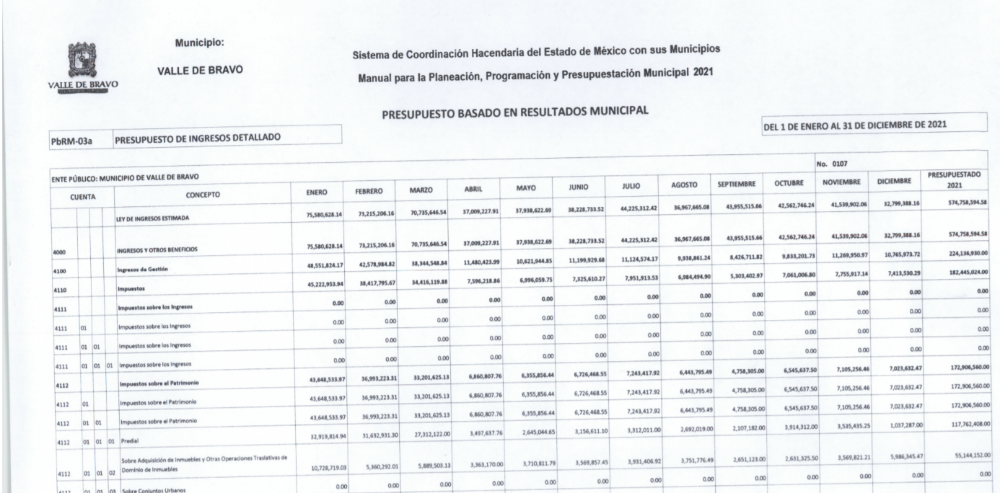 Municipio:
VALLE DE BRAVO
VALLE DE BRAVO
Sistema de Coordinación Hacendaria del Estado de México con sus Municipios
Manual para la Planeación, Programación y Presupuestación Municipal 2021
PRESUPUESTO BASADO EN RESULTADOS MUNICIPAL
PbRM-03a PRESUPUESTO DE INGRESOS DETALLADO
DEL 1 DE ENERO AL 31 DE DICIEMBRE DE 2021
No. 0107
ENTE PÚBLICO: MUNICIPIO DE VALLE DE BRAVO
CUENTA CONCEPTO ENERO FEBRERO MARZO ABRIL MAYO JUNIO JULIO AGOSTO SEPTIEMBRE OCTUBRE NOVIEMBRE DICIEMBRE PRESUPUESTADO
2021
LEY DE INGRESOS ESTIMADA 75,580,628.14 73,215,206.16 70,735,646.54 37,009,227.91 37,938,622.69 38,228,733.52 44,225,312.42 36,967,665.08 43,955,515.66 42,562,746.24 41,539,902.06 32,799,388.16 574,758,594.58
4000 INGRESOS Y OTROS BENEFICIOS 75,580,628.14 73,215,206.16 70,735,646.54 37,009,227.91 37,938,622.69 38,228,733.52 44,225,312.42 36,967,665.08 43,955,515.66 42,562,746.24 41,539,902.06 32,799,388.16 574,758,594.58
4100 Ingresos de Gestión 48,551,824.17 42,578,984.82 38,344,548.84 11,480,423.99 10,621,944.85 11,199,929.68 11,124,574.17 9,938,861.24 8,426,711.82 9,833,201.73 11,269,950.97 10,765,973.72 224,136,930.00
4110 Impuestos 45,222,953.94 38,417,795.67 34,416,119.88 7,596,218.86 6,996,059.75 7,325,610.27 7,951,913.53 6,984,494.90 5,303,402.97 7,061,006.80 7,755,917.14 7,413,530.29 182,445,024.00
4111 Impuestos sobre los Ingresos 0.00 0.00 0.00 0.00 0.00 0.00 0.00 0.00 0.00 0.00 0.00 0.00 0.00
4111 01 Impuestos sobre los Ingresos 0.00 0.00 0.00 0.00 0.00 0.00 0.00 0.00 0.00 0.00 0.00 0.00 0.00
4111 01 01 Impuestos sobre los Ingresos 0.00 0.00 0.00 0.00 0.00 0.00 0.00 0.00 0.00 0.00 0.00 0.00 0.00
4111 01 01 01 Impuestos sobre los Ingresos 0.00 0.00 0.00 0.00 0.00 0.00 0.00 0.00 0.00 0.00 0.00 0.00 0.00
4112 Impuestos sobre el Patrimonio 43,648,533.97 36,993,223.31 33,201,625.13 6,860,807.76 6,355,856.44 6,726,468.55 7,243,417.92 6,443,795.49 4,758,305.00 6,545,637.50 7,105,256.46 7,023,632.47 172,906,560.00
4112 01 Impuestos sobre el Patrimonio 43,648,533.97 36,993,223.31 33,201,625.13 6,860,807.76 6,355,856.44 6,726,468.55 7,243,417.92 6,443,795.49 4,758,305.00 6,545,637.50 7,105,256.46 7,023,632.47 172,906,560.00
4112 01 01 Impuestos sobre el Patrimonio 43,648,533.97 36,993,223.31 33,201,625.13 6,860,807.76 6,355,856.44 6,726,468.55 7,243,417.92 6,443,795.49 4,758,305.00 6,545,637.50 7,105,256.46 7,023,632.47 172,906,560.00
4112 01 01 01 Predial 32,919,814.94 31,632,931.30 27,312,122.00 3,497,637.76 2,645,044.65 3,156,611.10 3,312,011.00 2,692,019.00 2,107,182.00 3,914,312.00 3,535,435.25 1,037,287.00 117,762,408.00
Sobre Adquisición de Inmuebles y Otras Operaciones Traslativas de
4112 01 01 02 Dominio de Inmuebles 10,728,719.03 5,360,292.01 5,889,503.13 3,363,170.00 3,710,811.79 3,569,857.45 3,931,406.92 3,751,776.49 2,651,123.00 2,631,325.50 3,569,821.21 5,986,345.47 55,144,152.00
4112 01 01 03 Sobre Conjuntos Urbanos 0.00 0.00 0.00 0.00 0.00 0.00 0.00 0.00 0.00 0.00 0.00 0.00 0.00